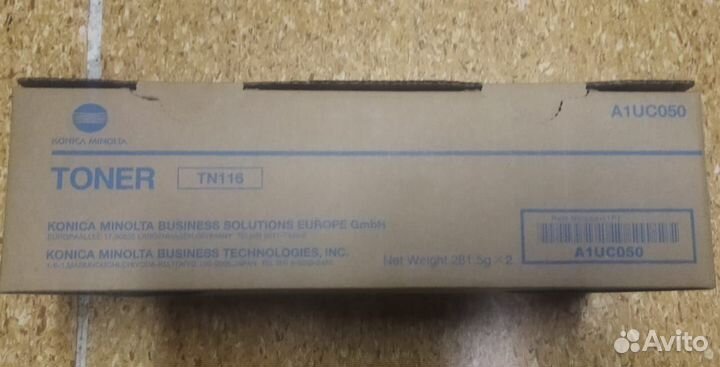 A1UC050
KONICA MINOLTA
TONER TN116
KONICA MINOLTA BUSINESS SOLUTIONS EUROPE GmbH
KONICA MINOLTA BUSINESS TECHNOLOGIES, INC.
Net Weight 281.5g×2
A1UC050
Avito